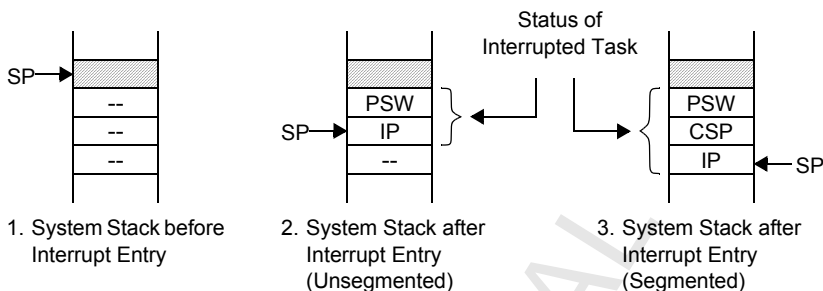 Status of
Interrupted Task
SP
--
--
--
PSW
IP
--
SP
PSW
CSP
IP
SP
1. System Stack before
Interrupt Entry
2. System Stack after
Interrupt Entry
(Unsegmented)
3. System Stack after
Interrupt Entry
(Segmented)